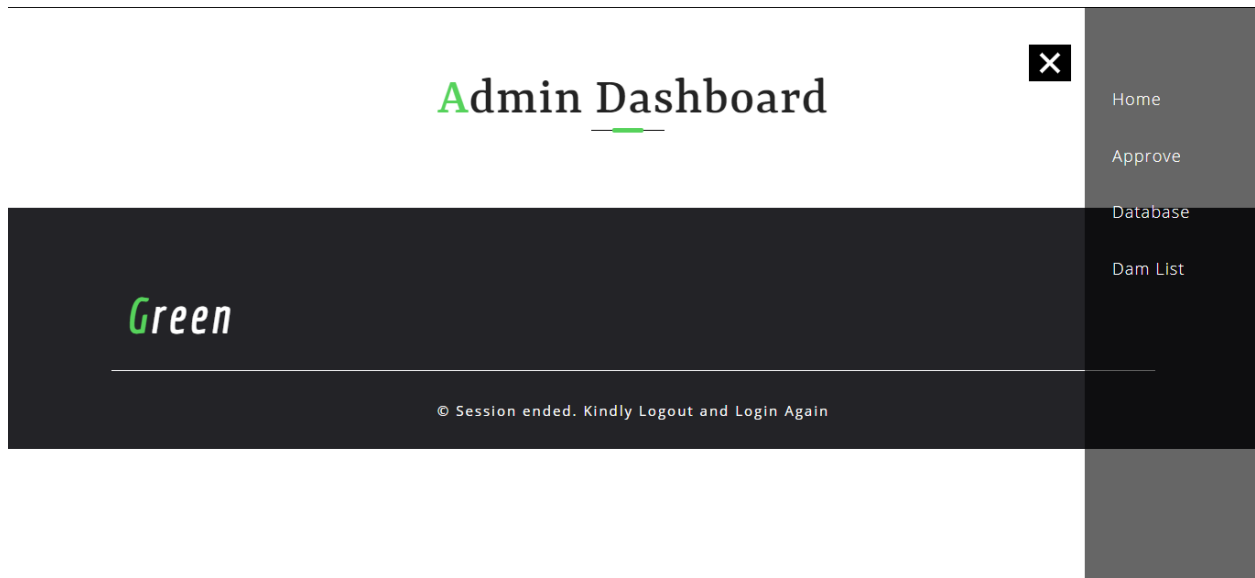 Admin Dashboard
Home
Approve
Database
Dam List
Green
© Session ended. Kindly Logout and Login Again